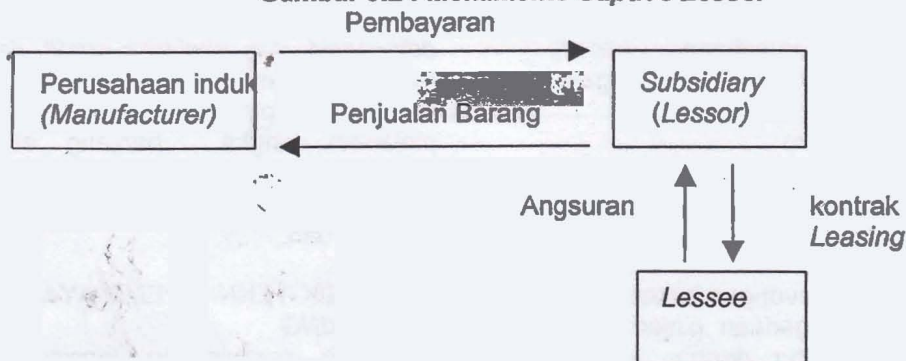 Pembayaran
Perusahaan induk
(Manufacturer)
Penjualan Barang
Subsidiary
(Lessor)
Angsuran
kontrak
Leasing
Lessee